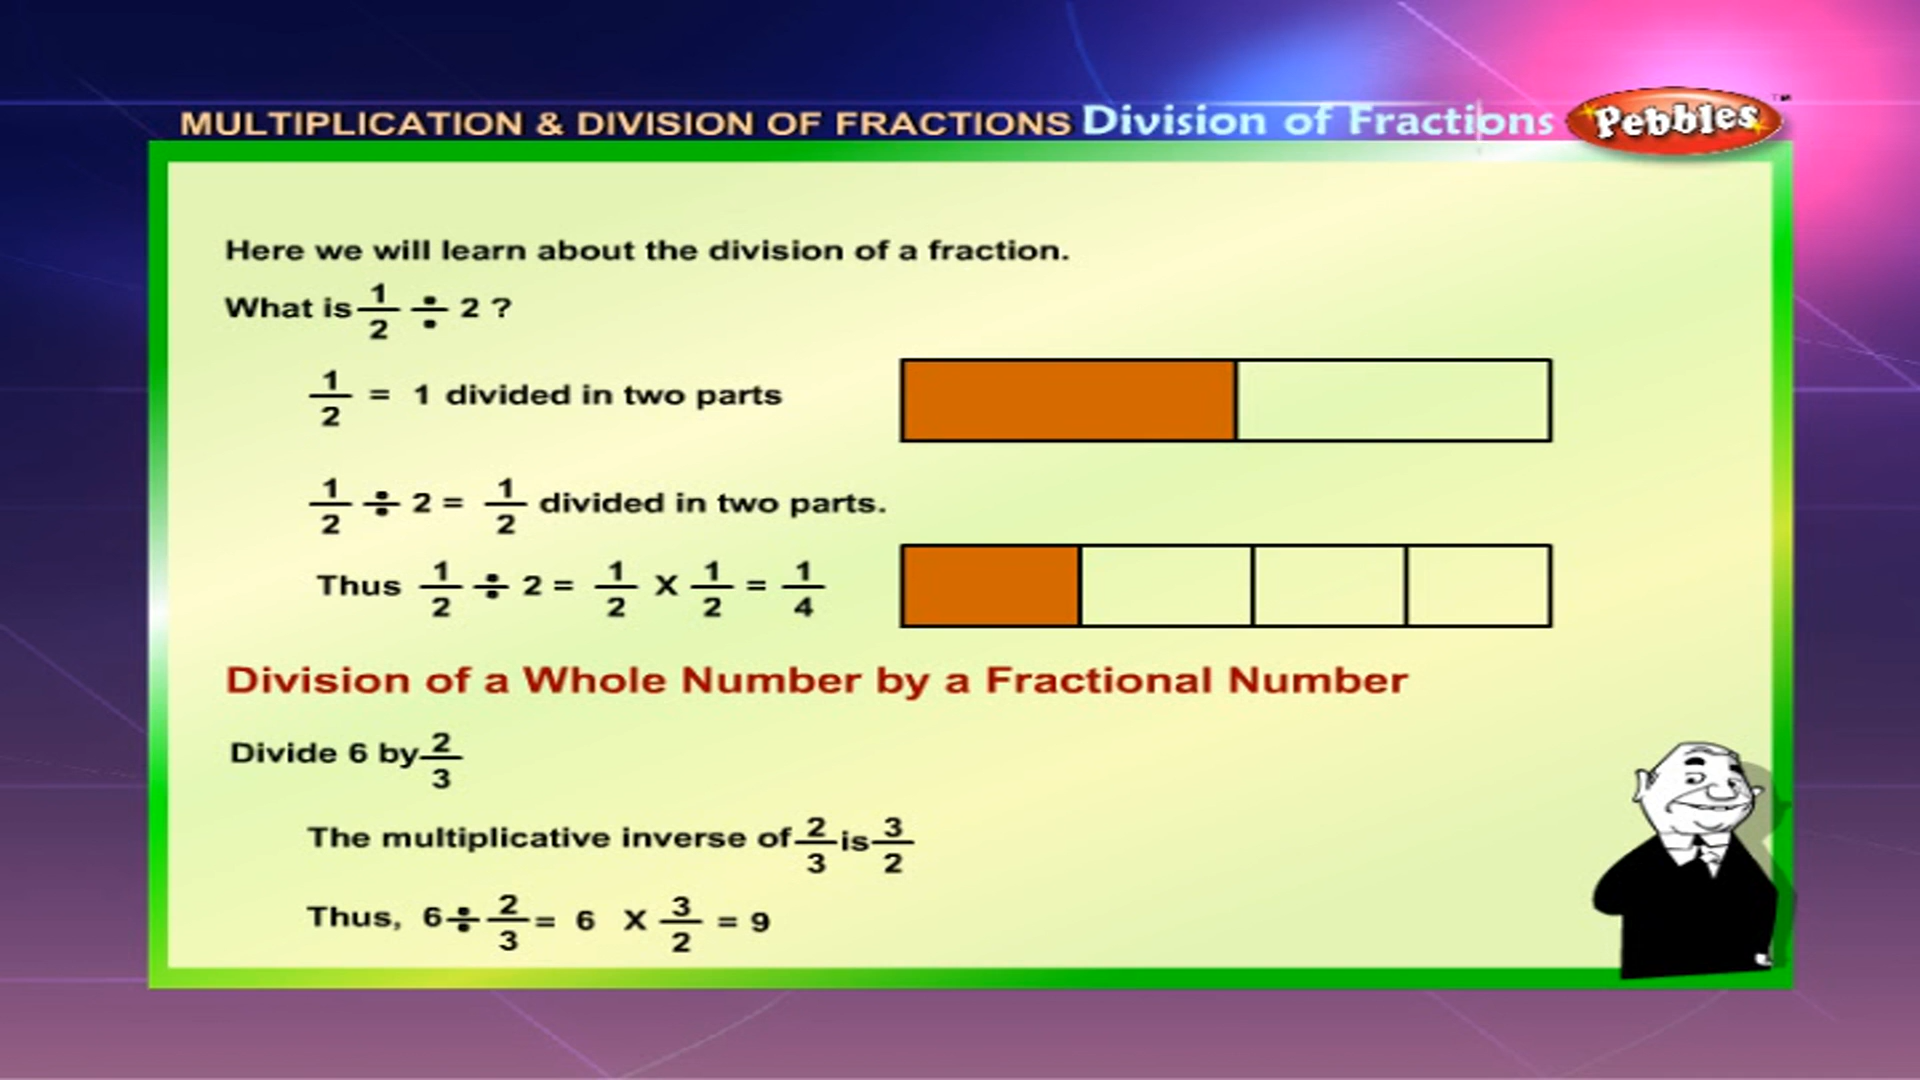 MULTIPLICATION & DIVISION OF FRACTIONS Division of Fractions Pebbles™
Here we will learn about the division of a fraction.
What is 1/2 ÷ 2 ?
1/2 = 1 divided in two parts
1/2 ÷ 2 = 1/2 divided in two parts.
Thus 1/2 ÷ 2 = 1/2 X 1/2 = 1/4
Division of a Whole Number by a Fractional Number
Divide 6 by 2/3
The multiplicative inverse of 2/3 is 3/2
Thus, 6 ÷ 2/3 = 6 X 3/2 = 9